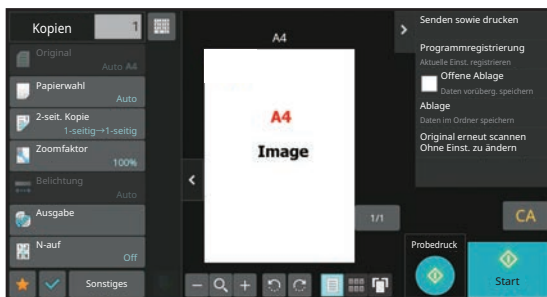 Kopien
1
Original
Auto A4
Papierwahl
Auto
2-seit. Kopie
1-seitig→1-seitig
Zoomfaktor
100%
Belichtung
Auto
Ausgabe
N-auf
Off
Sonstiges
A4
A4
Image
1/1
Senden sowie drucken
Programmregistrierung
Aktuelle Einst. registrieren
Offene Ablage
Daten vorüberg. speichern
Ablage
Daten im Ordner speichern
Original erneut scannen
Ohne Einst. zu ändern
CA
Probedruck
Start